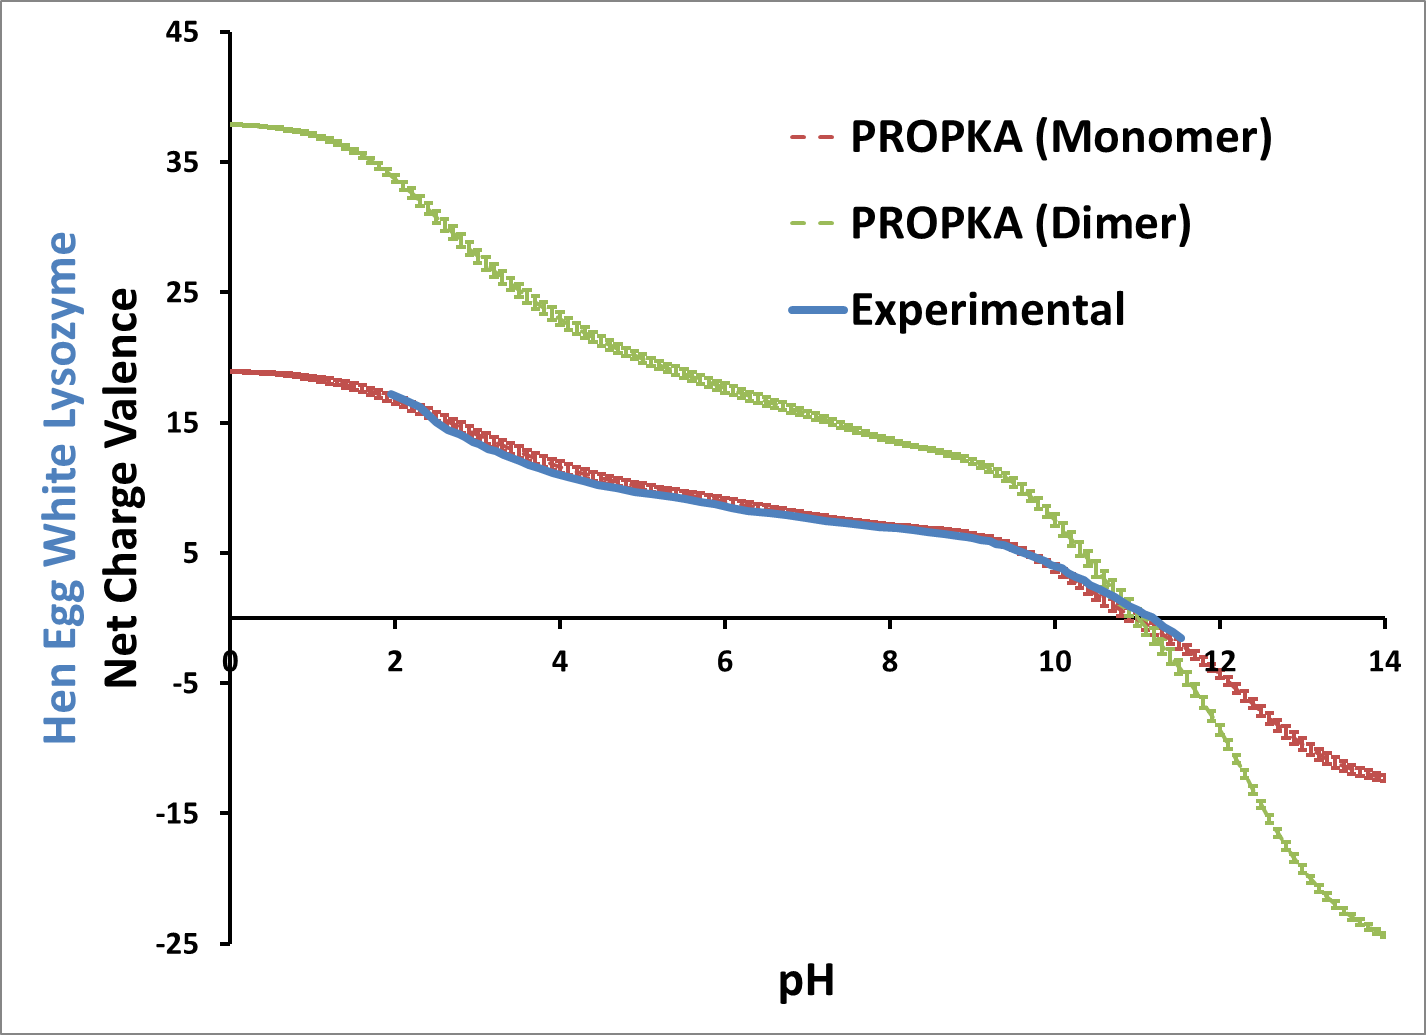 Hen Egg White Lysozyme
Net Charge Valence
45
35
25
15
5
-5
-15
-25
0 2 4 6 8 10 12 14
pH
PROPKA (Monomer)
PROPKA (Dimer)
Experimental